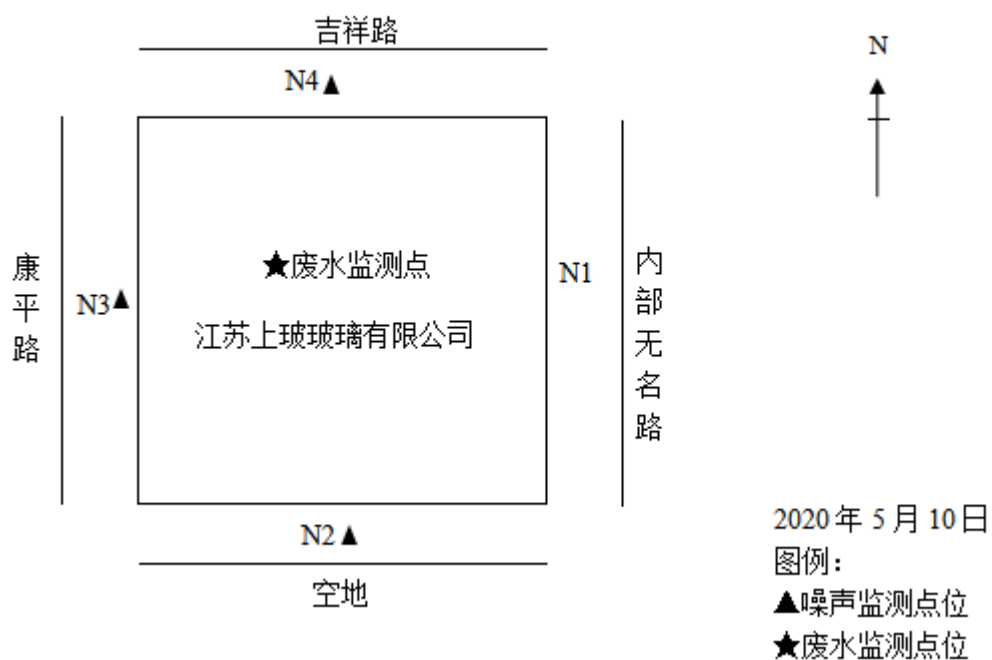 吉祥路
N
N4▲
康平路
★废水监测点
N3▲
N1
内部无名路
江苏上玻玻璃有限公司
N2▲
空地
2020年5月10日
图例：
▲噪声监测点位
★废水监测点位